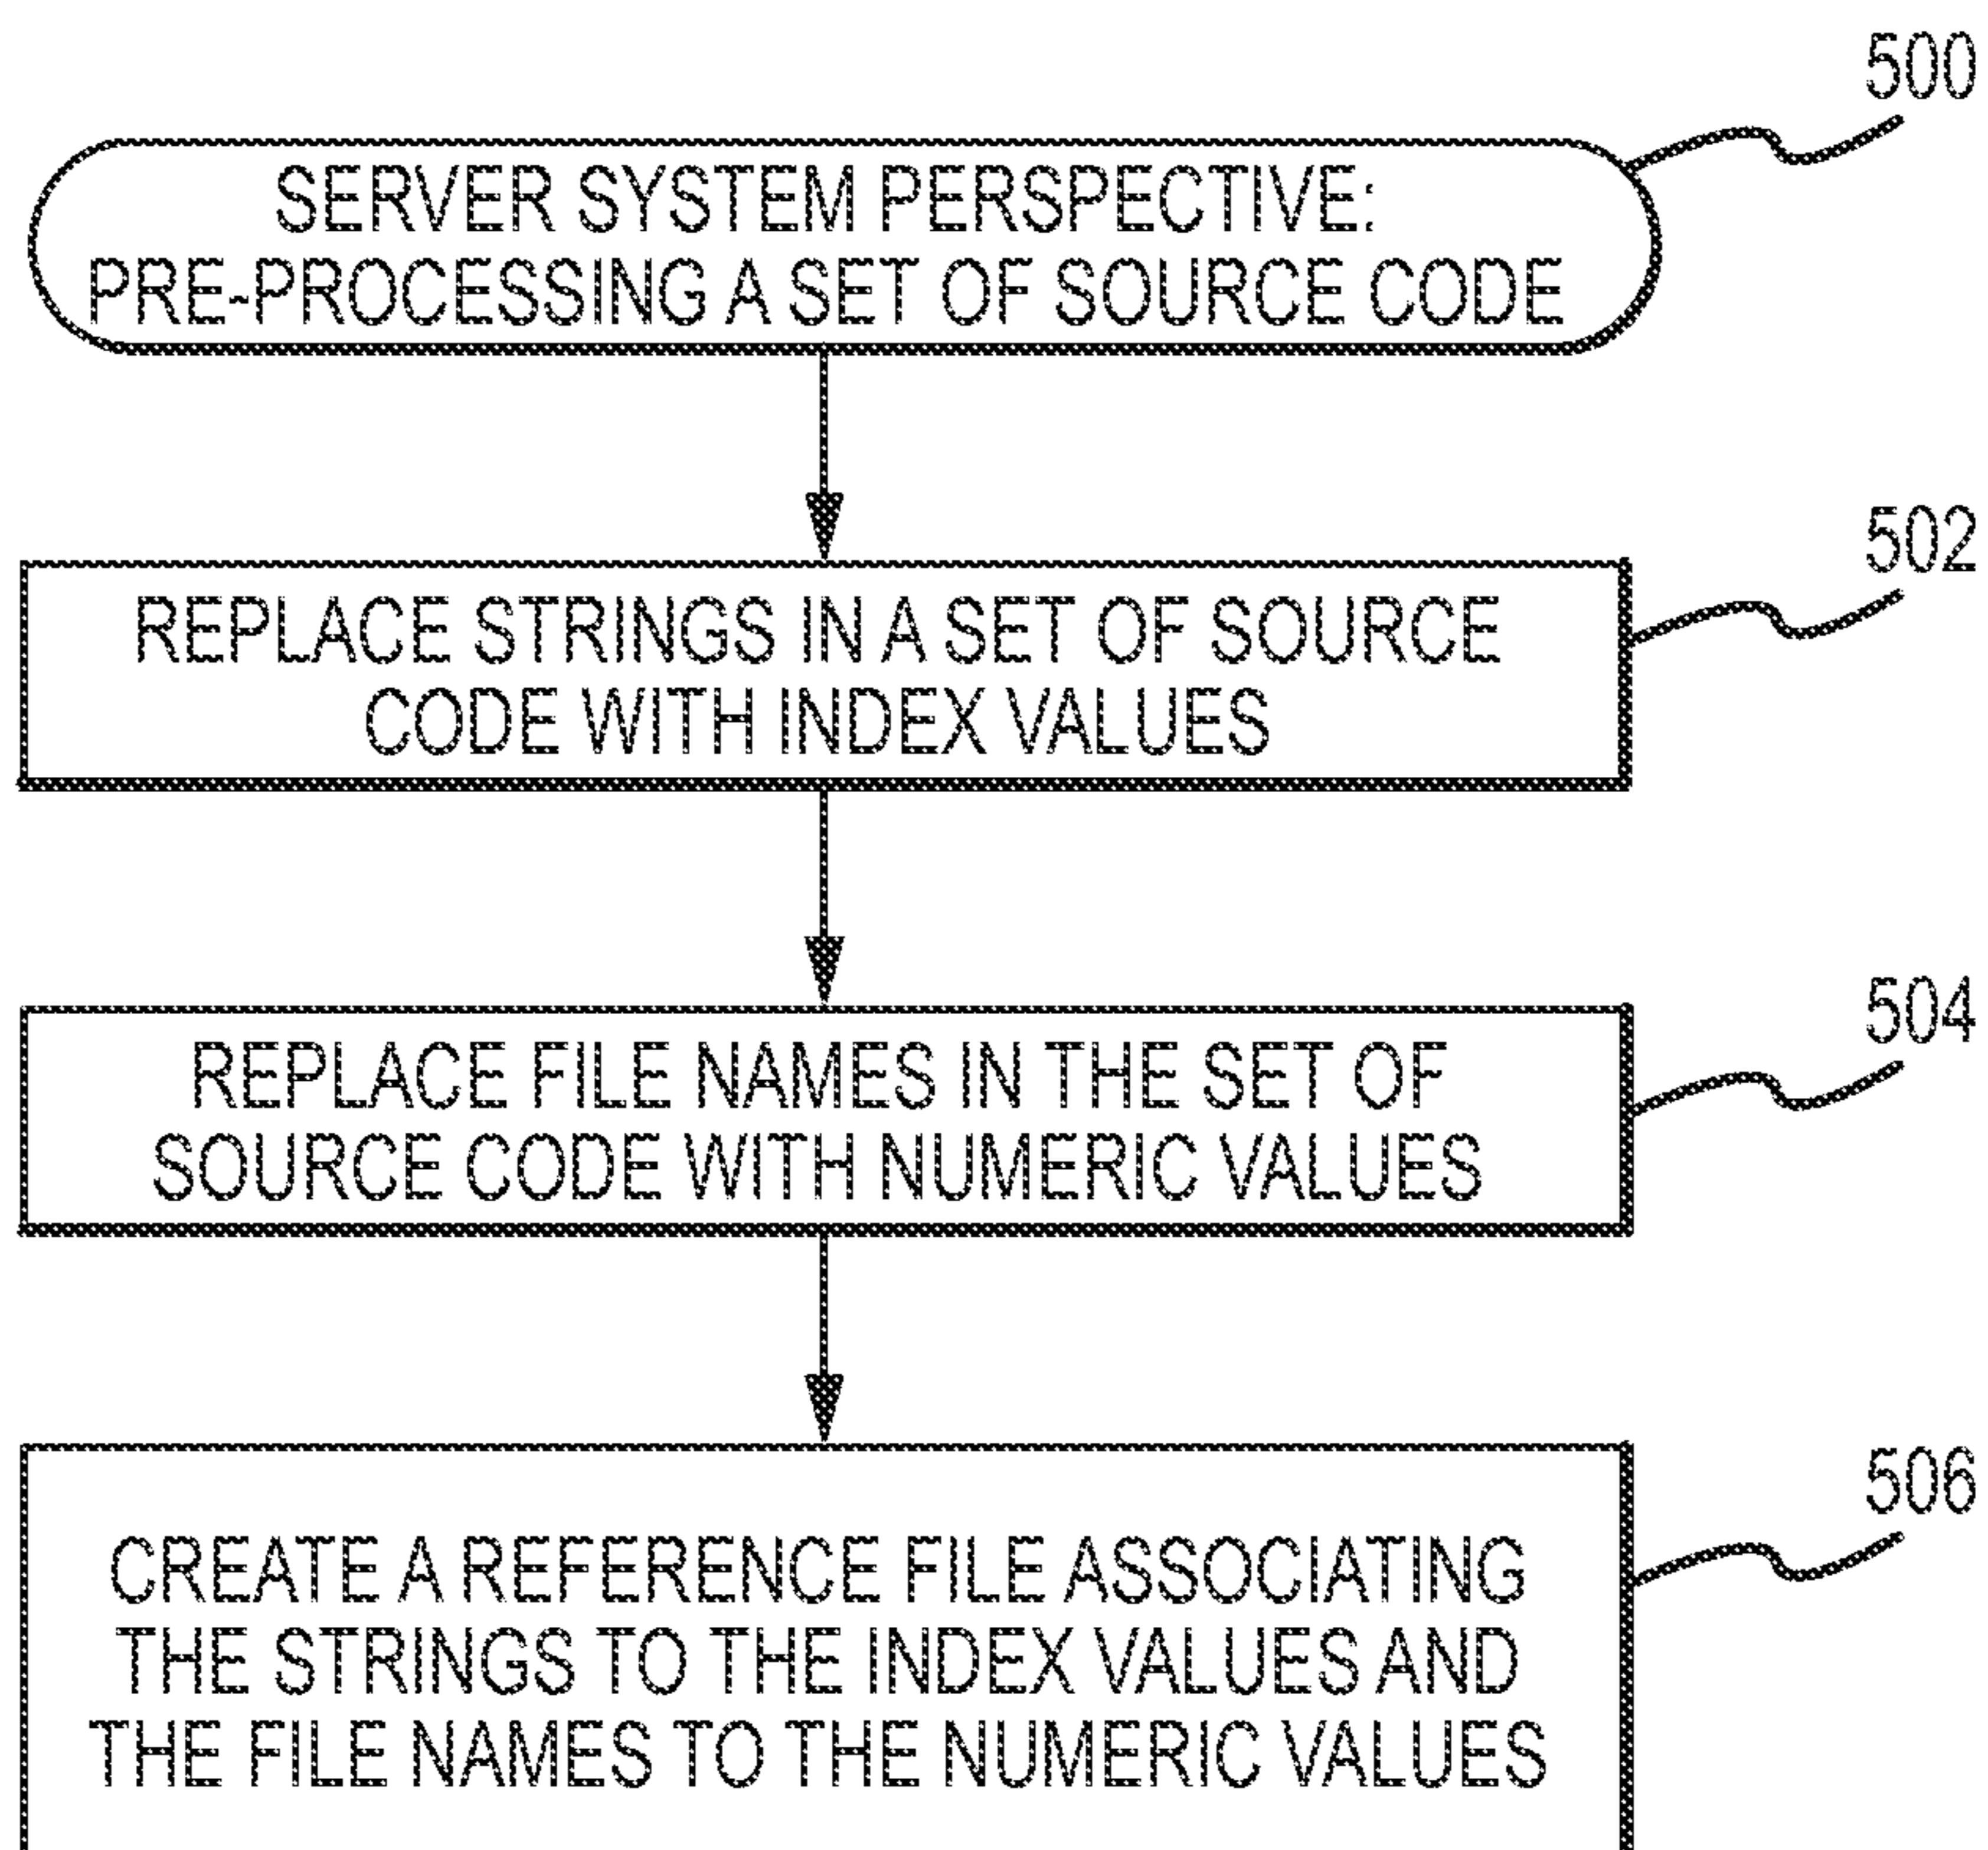 500
SERVER SYSTEM PERSPECTIVE:
PRE-PROCESSING A SET OF SOURCE CODE
502
REPLACE STRINGS IN A SET OF SOURCE
CODE WITH INDEX VALUES
504
REPLACE FILE NAMES IN THE SET OF
SOURCE CODE WITH NUMERIC VALUES
506
CREATE A REFERENCE FILE ASSOCIATING
THE STRINGS TO THE INDEX VALUES AND
THE FILE NAMES TO THE NUMERIC VALUES